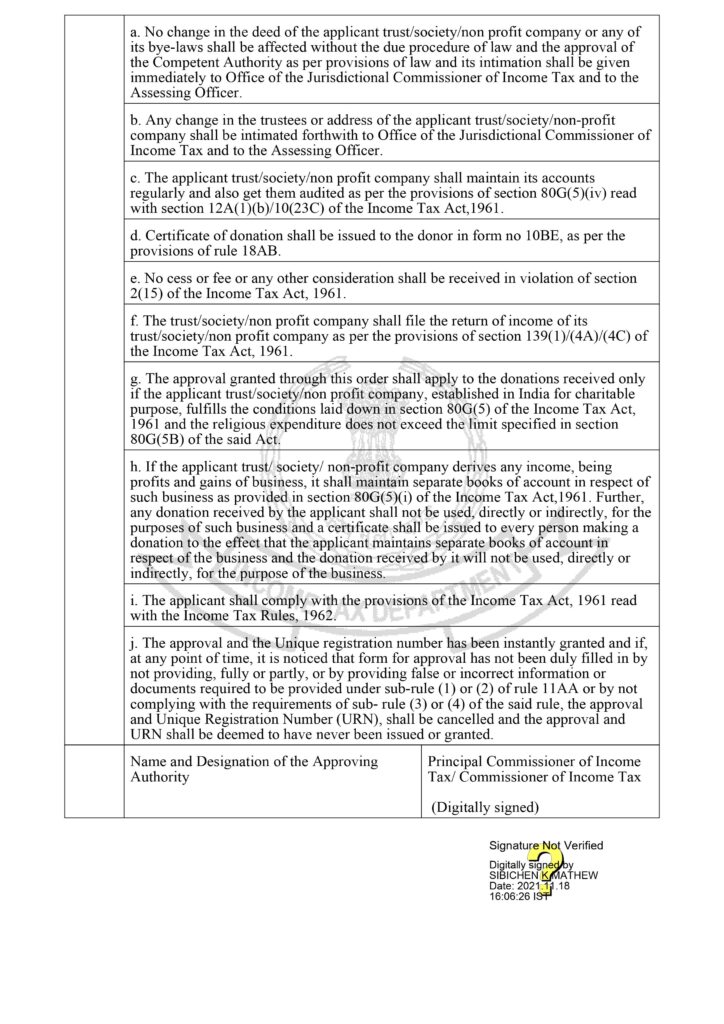 a. No change in the deed of the applicant trust/society/non profit company or any of
its bye-laws shall be affected without the due procedure of law and the approval of
the Competent Authority as per provisions of law and its intimation shall be given
immediately to Office of the Jurisdictional Commissioner of Income Tax and to the
Assessing Officer.
b. Any change in the trustees or address of the applicant trust/society/non-profit
company shall be intimated forthwith to Office of the Jurisdictional Commissioner of
Income Tax and to the Assessing Officer.
c. The applicant trust/society/non profit company shall maintain its accounts
regularly and also get them audited as per the provisions of section 80G(5)(iv) read
with section 12A(1)(b)/10(23C) of the Income Tax Act,1961.
d. Certificate of donation shall be issued to the donor in form no 10BE, as per the
provisions of rule 18AB.
e. No cess or fee or any other consideration shall be received in violation of section
2(15) of the Income Tax Act, 1961.
f. The trust/society/non profit company shall file the return of income of its
trust/society/non profit company as per the provisions of section 139(1)/(4A)/(4C) of
the Income Tax Act, 1961.
g. The approval granted through this order shall apply to the donations received only
if the applicant trust/society/non profit company, established in India for charitable
purpose, fulfills the conditions laid down in section 80G(5) of the Income Tax Act,
1961 and the religious expenditure does not exceed the limit specified in section
80G(5B) of the said Act.
h. If the applicant trust/ society/ non-profit company derives any income, being
profits and gains of business, it shall maintain separate books of account in respect of
such business as provided in section 80G(5)(i) of the Income Tax Act,1961. Further,
any donation received by the applicant shall not be used, directly or indirectly, for the
purposes of such business and a certificate shall be issued to every person making a
donation to the effect that the applicant maintains separate books of account in
respect of the business and the donation received by it will not be used, directly or
indirectly, for the purpose of the business.
INCOME TAX DEPARTMENT
i. The applicant shall comply with the provisions of the Income Tax Act, 1961 read
with the Income Tax Rules, 1962.
j. The approval and the Unique registration number has been instantly granted and if,
at any point of time, it is noticed that form for approval has not been duly filled in by
not providing, fully or partly, or by providing false or incorrect information or
documents required to be provided under sub-rule (1) or (2) of rule 11AA or by not
complying with the requirements of sub- rule (3) or (4) of the said rule, the approval
and Unique Registration Number (URN), shall be cancelled and the approval and
URN shall be deemed to have never been issued or granted.
Name and Designation of the Approving
Authority
Principal Commissioner of Income
Tax/ Commissioner of Income Tax
(Digitally signed)
Signature Not Verified
Digitally signed by
SIBICHEN K MATHEW
Date: 2021.11.18
16:06:26 IST